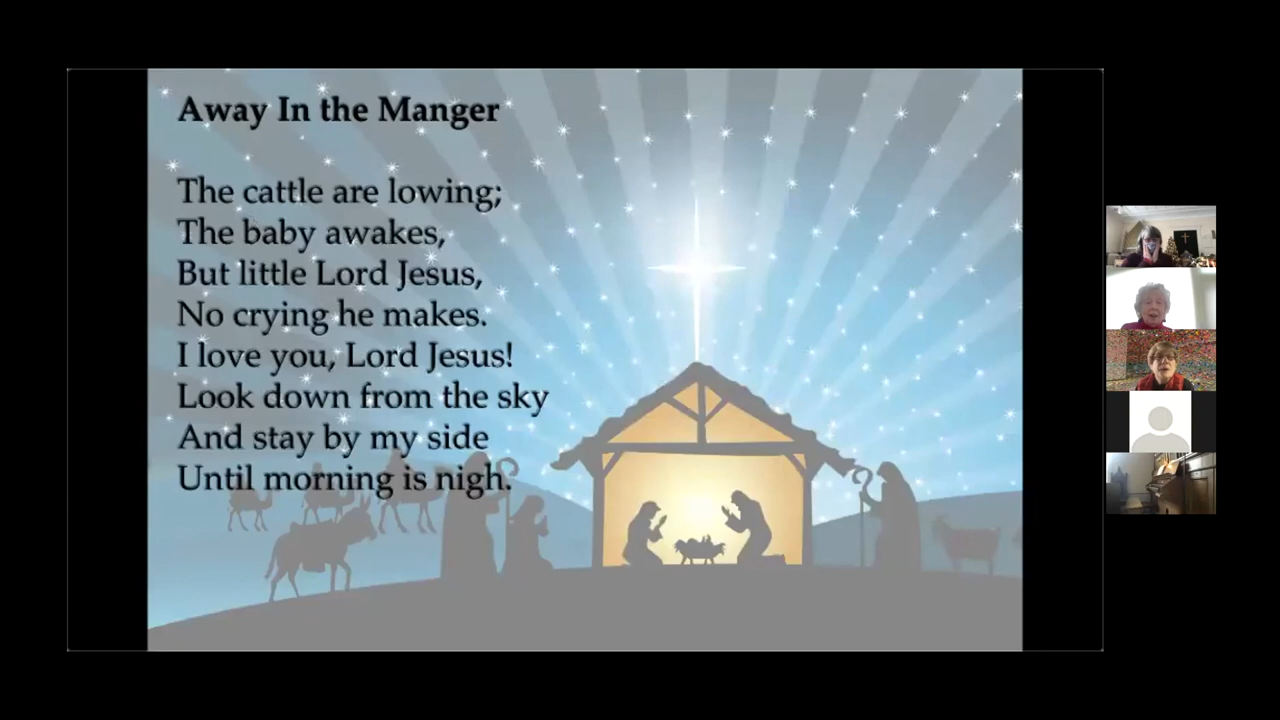 Away In the Manger
The cattle are lowing;
The baby awakes,
But little Lord Jesus,
No crying he makes.
I love you, Lord Jesus!
Look down from the sky
And stay by my side
Until morning is nigh.